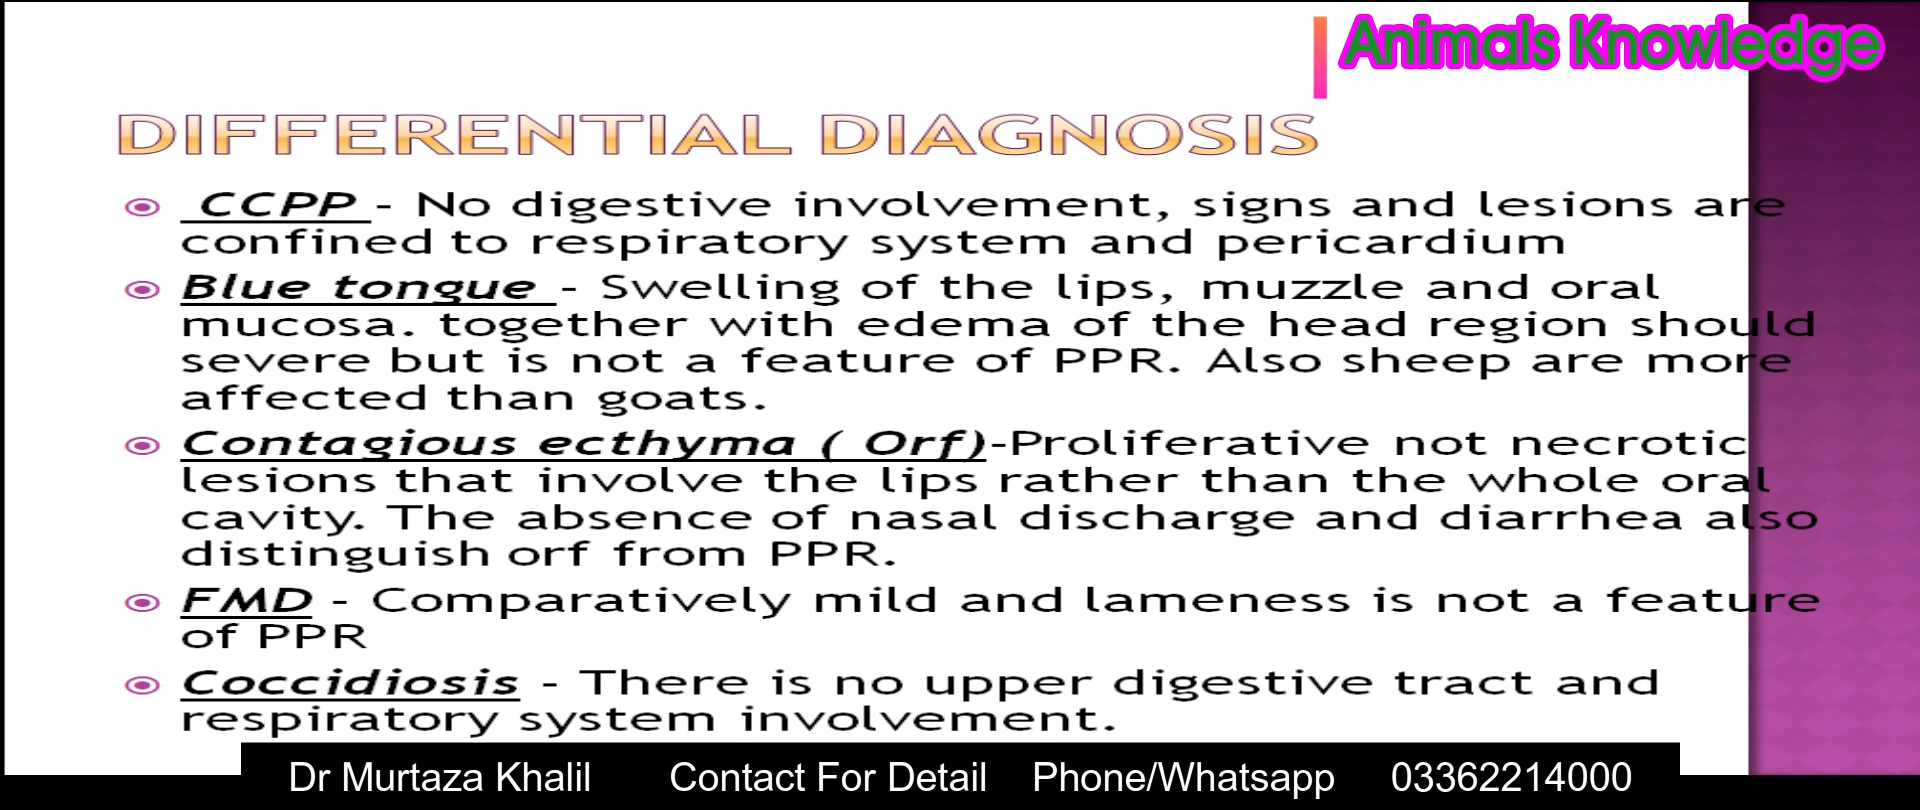 Animals Knowledge
DIFFERENTIAL DIAGNOSIS
CCPP - No digestive involvement, signs and lesions are
confined to respiratory system and pericardium
Blue tongue - Swelling of the lips, muzzle and oral
mucosa. together with edema of the head region should
severe but is not a feature of PPR. Also sheep are more
affected than goats.
Contagious ecthyma ( Orf)-Proliferative not necrotic
lesions that involve the lips rather than the whole oral
cavity. The absence of nasal discharge and diarrhea also
distinguish orf from PPR.
FMD - Comparatively mild and lameness is not a feature
of PPR
Coccidiosis - There is no upper digestive tract and
respiratory system involvement.
Dr Murtaza Khalil Contact For Detail Phone/Whatsapp 03362214000